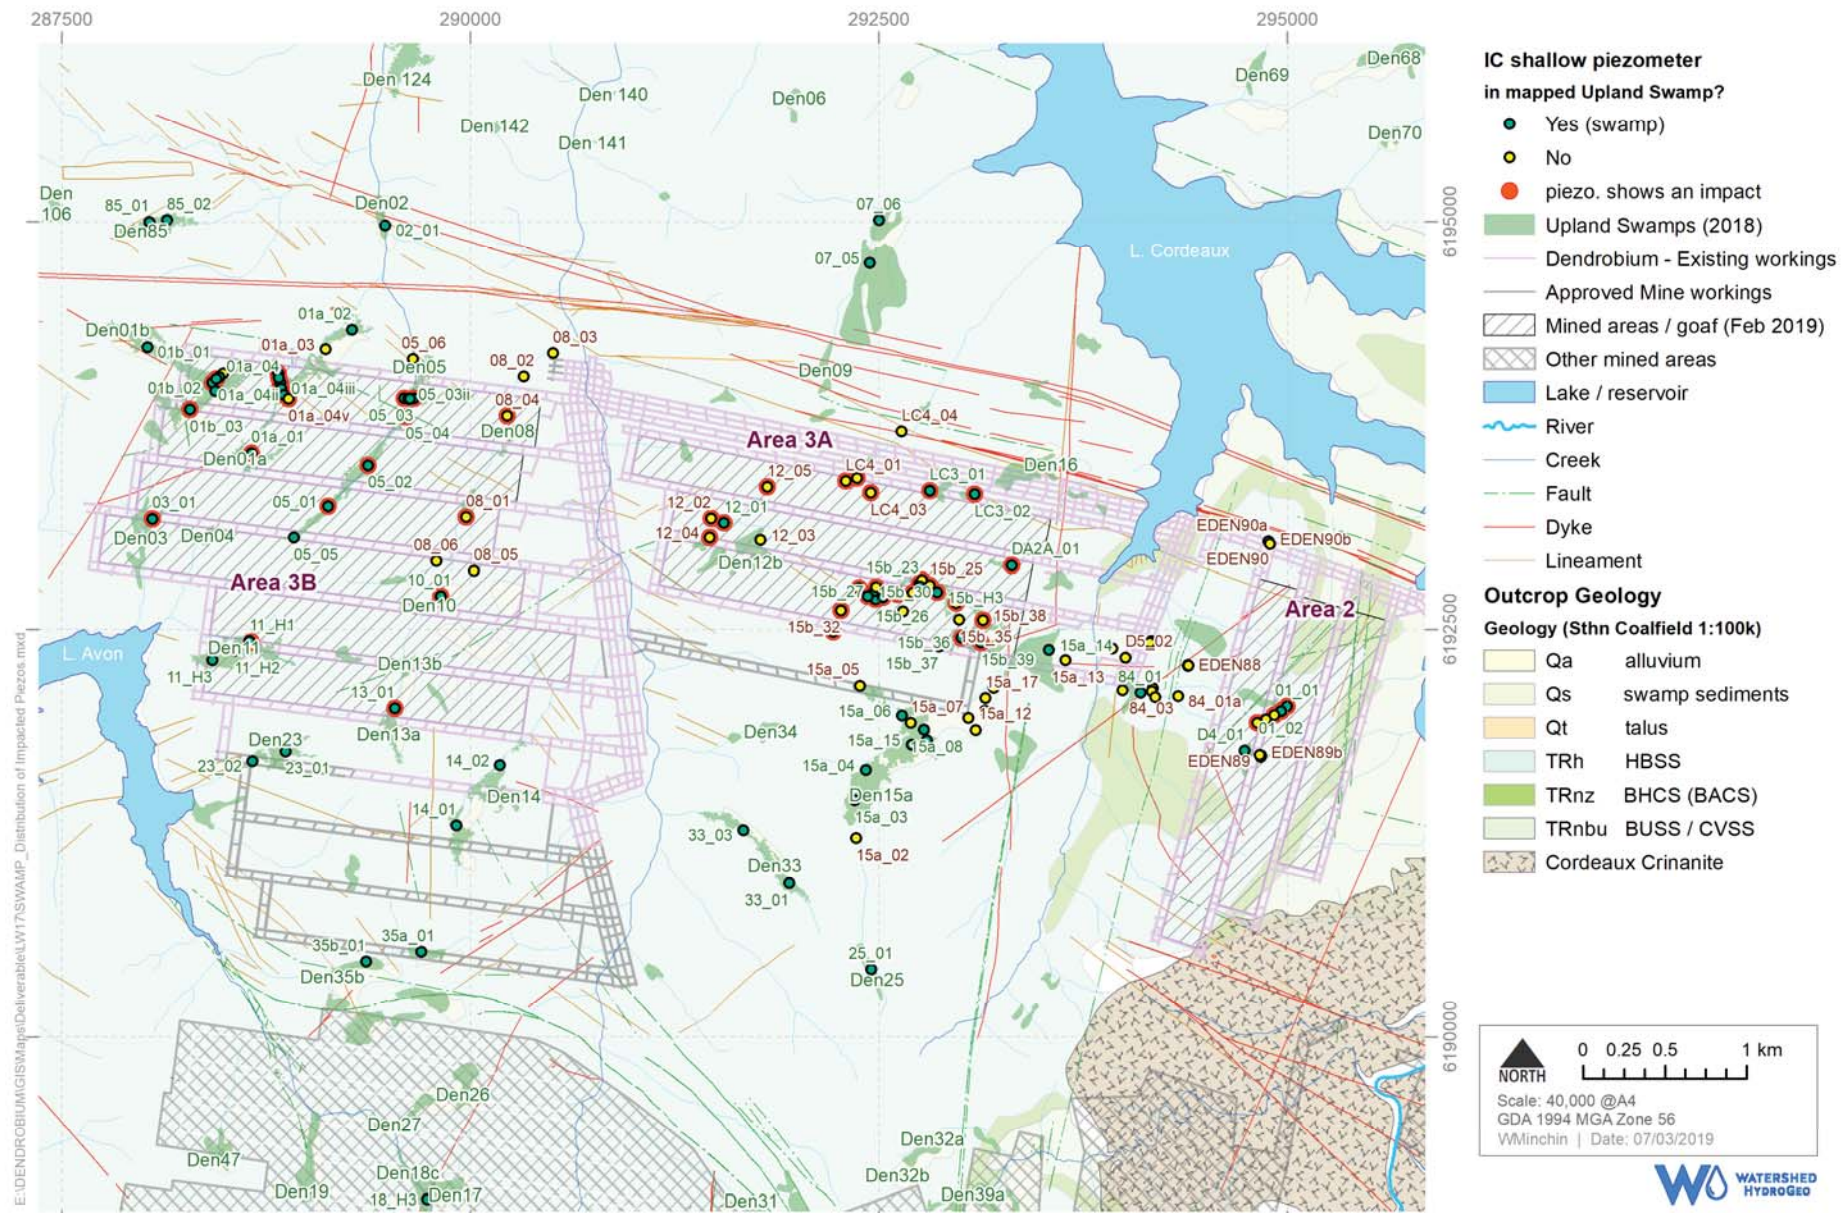 287500
290000
292500
295000
Den 124
Den 140
Den06
Den69
Den68
Den 142
Den 141
Den70
Den
106
85_01
85_02
Den85
Den02
02_01
07_06
07_05
L. Cordeaux
6195000
Den01b
01a_02
01b_01
01a_03
05_06
08_03
01a_04
Den05
08_02
01b_02
01a_04ii
01a_04iii
05_03ii
01a_04v
05_03
08_04
01b_03
05_04
Den08
01a_01
Den01a
05_02
03_01
05_01
08_01
Den03
Den04
05_05
08_06
08_05
Area 3B
10_01
Den10
Den09
LC4_04
Area 3A
12_05
LC4_01
LC3_01
Den16
12_02
12_01
LC4_03
LC3_02
12_04
12_03
DA2A_01
Den12b
15b_23
15b_25
15b_27
15b_30
15b_H3
15b_26
15b_38
15b_32
15b_36
15b_35
15b_37
15b_39
EDEN90a
EDEN90b
EDEN90
Area 2
6192500
L. Avon
11_H1
Den11
11_H2
11_H3
Den13b
13_01
Den13a
15a_14
D5_02
15a_05
15a_17
15a_13
84_01
EDEN88
15a_06
15a_07
15a_12
84_03
84_01a
01_01
15a_15
15a_08
D4_01
01_02
EDEN89
EDEN89b
Den23
23_02
23_01
14_02
Den34
15a_04
Den14
Den15a
14_01
15a_03
33_03
15a_02
Den33
33_01
35b_01
35a_01
25_01
Den35b
Den25
6190000
Den26
Den27
Den47
Den18c
Den19
18_H3
Den17
Den32a
Den32b
Den31
Den39a
E:\DENDROBIUM\GIS\Maps\Deliverable\LW17\SWAMP_Distribution of Impacted Piezos.mxd
IC shallow piezometer
in mapped Upland Swamp?
Yes (swamp)
No
piezo. shows an impact
Upland Swamps (2018)
Dendrobium - Existing workings
Approved Mine workings
Mined areas / goaf (Feb 2019)
Other mined areas
Lake / reservoir
River
Creek
Fault
Dyke
Lineament
Outcrop Geology
Geology (Sthn Coalfield 1:100k)
Qa alluvium
Qs swamp sediments
Qt talus
TRh HBSS
TRnz BHCS (BACS)
TRnbu BUSS / CVSS
Cordeaux Crinanite
0 0.25 0.5 1 km
NORTH
Scale: 40,000 @A4
GDA 1994 MGA Zone 56
WMinchin | Date: 07/03/2019
WATERSHED
HYDROGEO